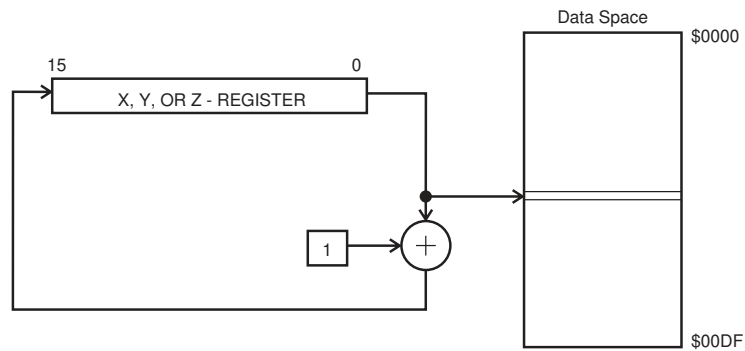 Data Space
$0000
15 0
X, Y, OR Z - REGISTER
1
+
$00DF